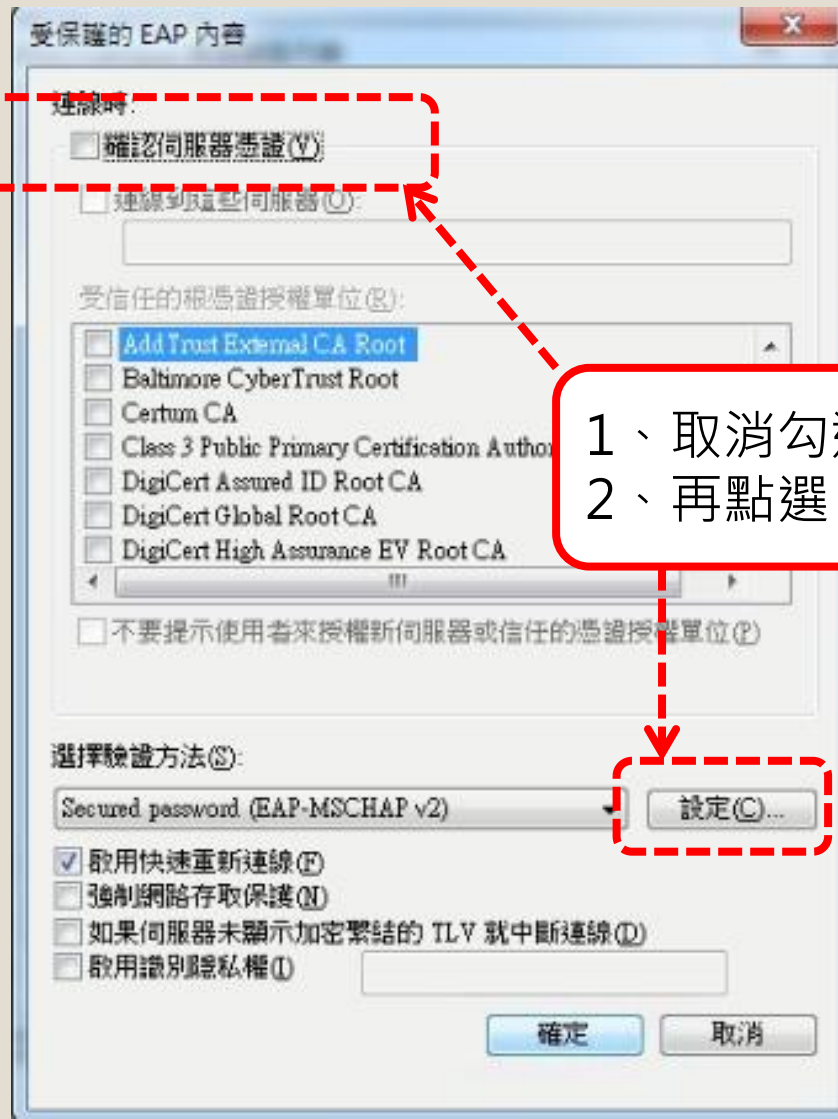 受保護的 EAP 內容
連線時:
確認伺服器憑證(V)
連線到這些伺服器(O):
受信任的根憑證授權單位(R):
AddTrust External CA Root
Baltimore CyberTrust Root
Certum CA
Class 3 Public Primary Certification Author
DigiCert Assured ID Root CA
DigiCert Global Root CA
DigiCert High Assurance EV Root CA
1、取消勾
2、再點選
不要提示使用者來授權新伺服器或信任的憑證授權單位(P)
選擇驗證方法(S):
Secured password (EAP-MSCHAP v2)
設定(C)...
啟用快速重新連線(F)
強制網路存取保護(N)
如果伺服器未顯示加密繫結的 TLV 就中斷連線(D)
啟用識別隱私權(I)
確定
取消